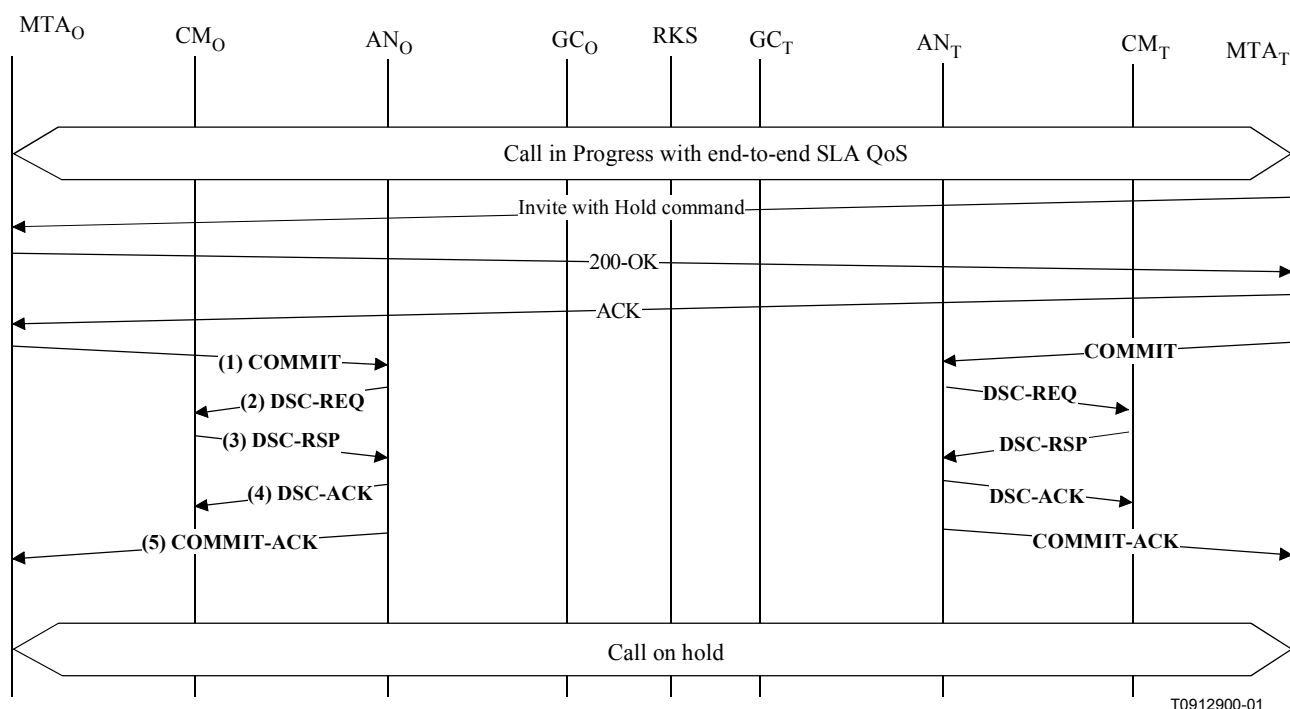 MTAO CMO ANO GCO RKS GCT ANT CMT MTAT
Call in Progress with end-to-end SLA QoS
Invite with Hold command
200-OK
ACK
(1) COMMIT COMMIT
(2) DSC-REQ DSC-REQ
(3) DSC-RSP DSC-RSP
(4) DSC-ACK DSC-ACK
(5) COMMIT-ACK COMMIT-ACK
Call on hold
T0912900-01